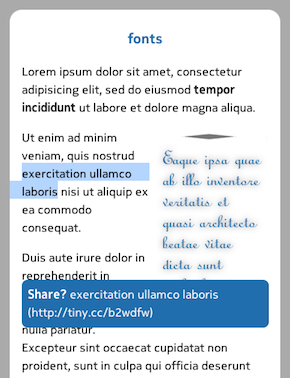 fonts
Lorem ipsum dolor sit amet, consectetur
adipisicing elit, sed do eiusmod tempor
incididunt ut labore et dolore magna aliqua.
Ut enim ad minim
veniam, quis nostrud
exercitation ullamco
laboris nisi ut aliquip ex
ea commodo
consequat.
Eaque ipsa quae
ab illo inventore
veritatis et
quasi architecto
beatae vitae
dicta sunt
Duis aute irure dolor in
reprehenderit in
Share? exercitation ullamco laboris
(http://tiny.cc/b2wdfw)
nulla pariatur.
Excepteur sint occaecat cupidatat non
proident, sunt in culpa qui officia deserunt